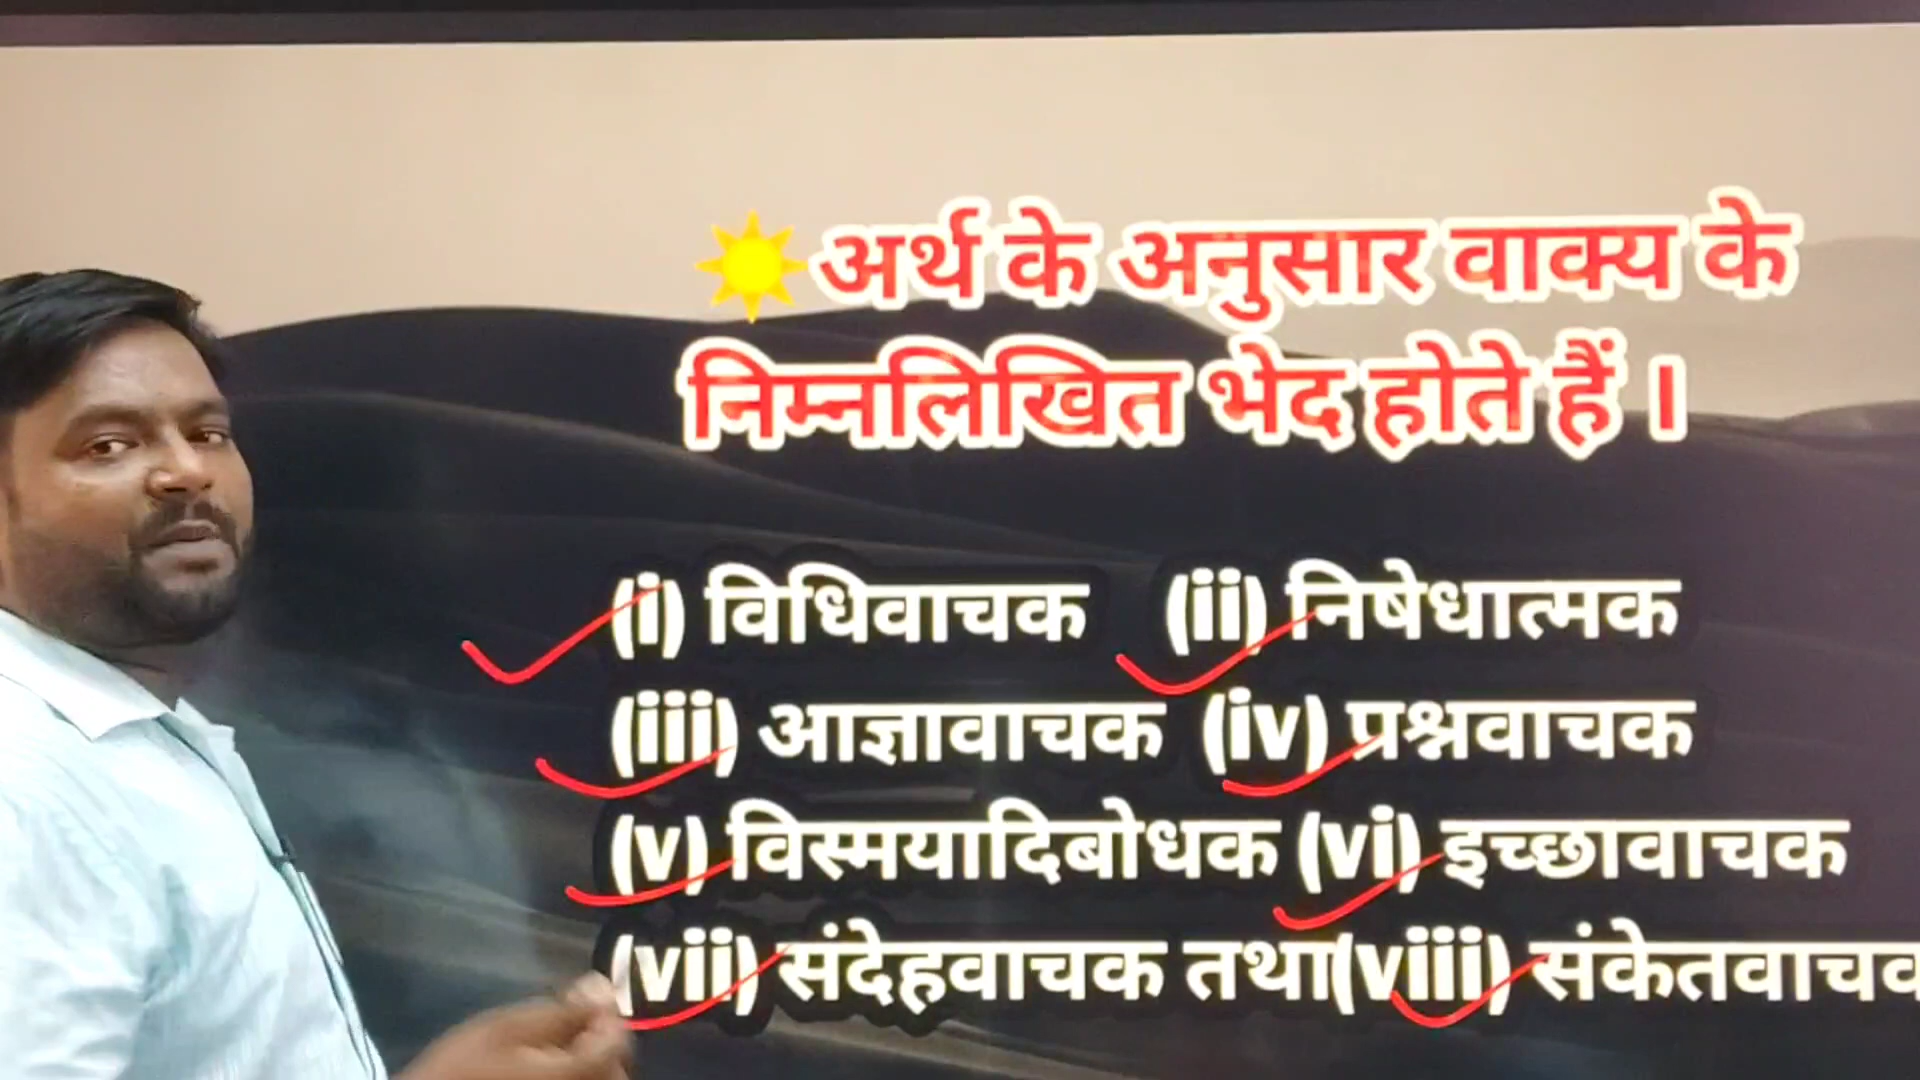 अर्थ के अनुसार वाक्य के
निम्नलिखित भेद होते हैं ।
(i) विधिवाचक (ii) निषेधात्मक
(iii) आज्ञावाचक (iv) प्रश्नवाचक
(v) विस्मयादिबोधक (vi) इच्छावाचक
(vii) संदेहवाचक तथा(viii) संकेतवाचक